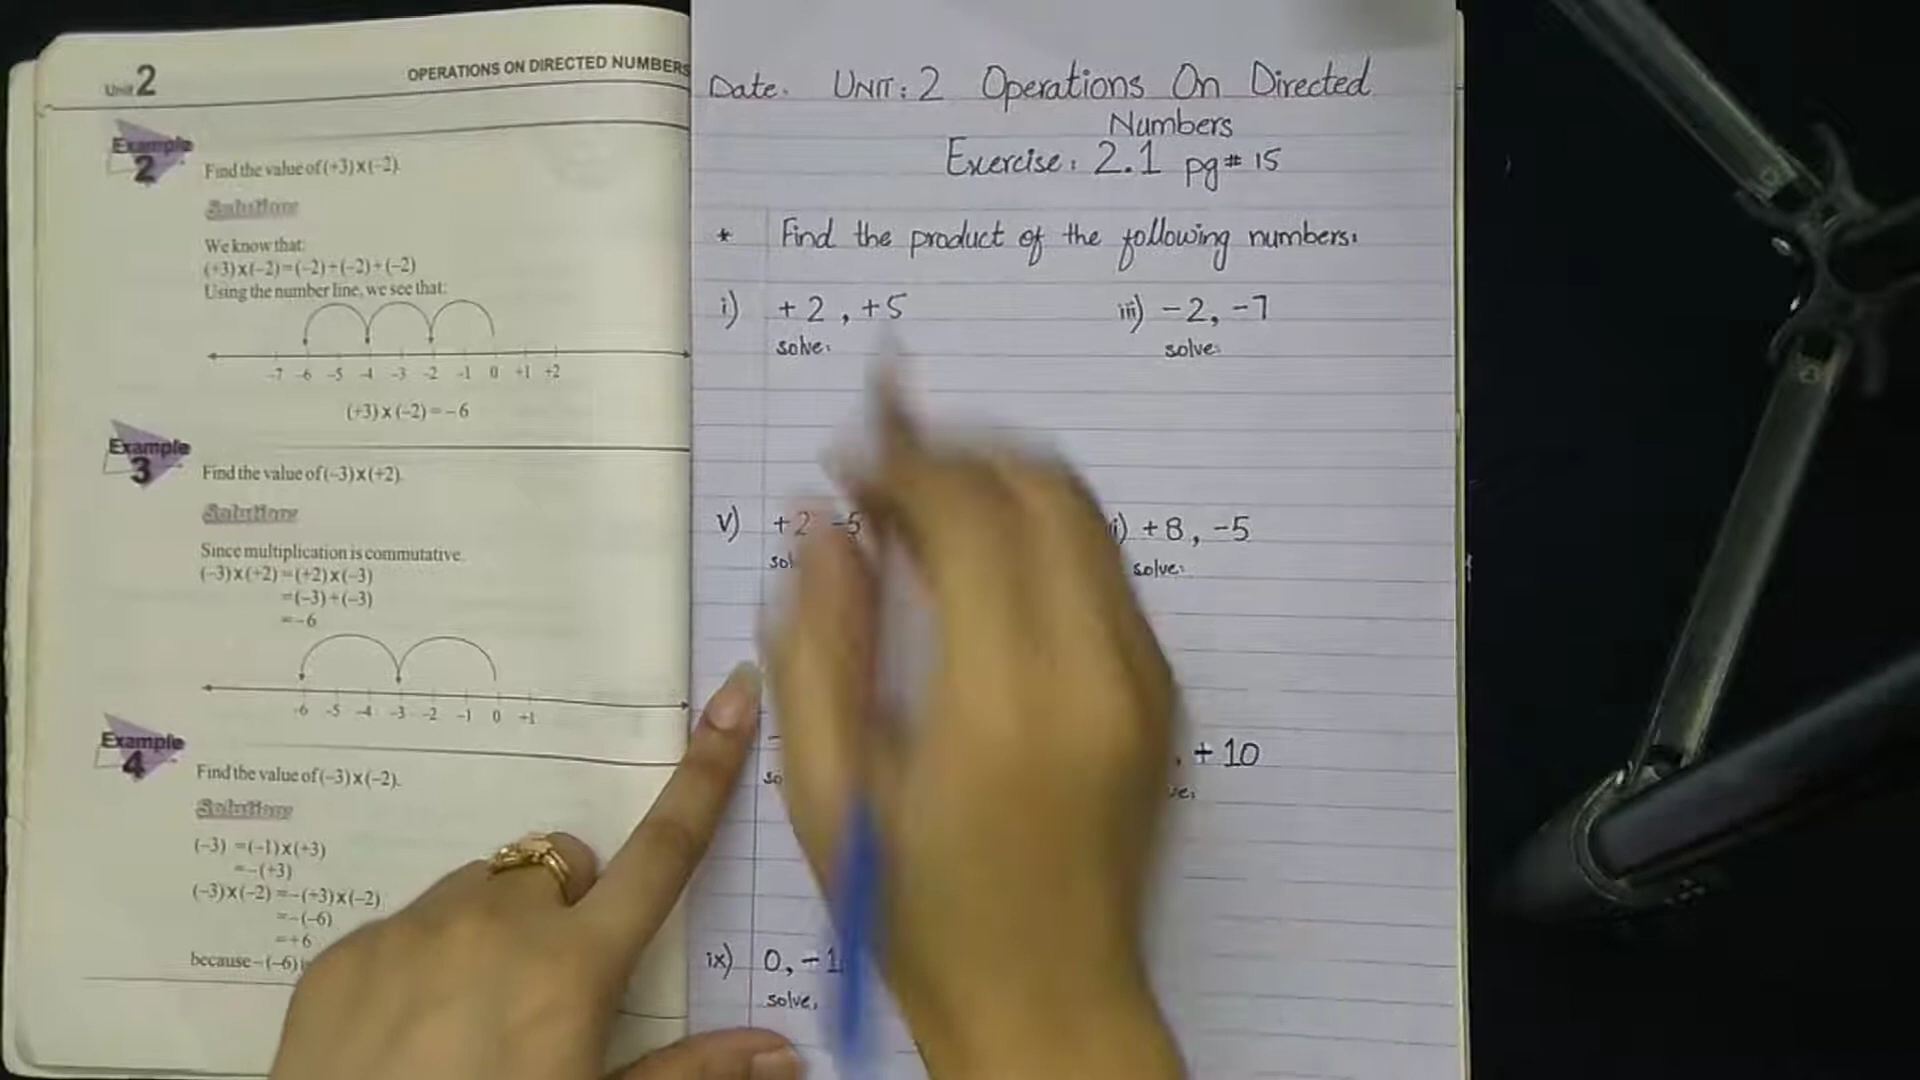 Unit 2
OPERATIONS ON DIRECTED NUMBERS
Example 2
Find the value of (+3)x(-2).
Solution:
We know that:
(+3)x(-2)=(-2)+(-2)+(-2)
Using the number line, we see that:
-7 -6 -5 -4 -3 -2 -1 0 +1 +2
(+3)x(-2)=-6
Example 3
Find the value of (-3)x(+2).
Solution:
Since multiplication is commutative.
(-3)x(+2)=(+2)x(-3)
=(-3)+(-3)
=-6
-6 -5 -4 -3 -2 -1 0 +1
Example 4
Find the value of (-3)x(-2).
Solution:
(-3) =(-1)x(+3)
=-(+3)
(-3)x(-2)=-(+3)x(-2)
=-(-6)
=+6
because -(-6)
Date. UNIT: 2 Operations On Directed
Numbers
Exercise: 2.1 pg# 15
* Find the product of the following numbers:
i) +2, +5 iii) -2, -7
solve: solve:
v) +2 -5 +8, -5
solve:
, +10
ix) 0, -1
solve,